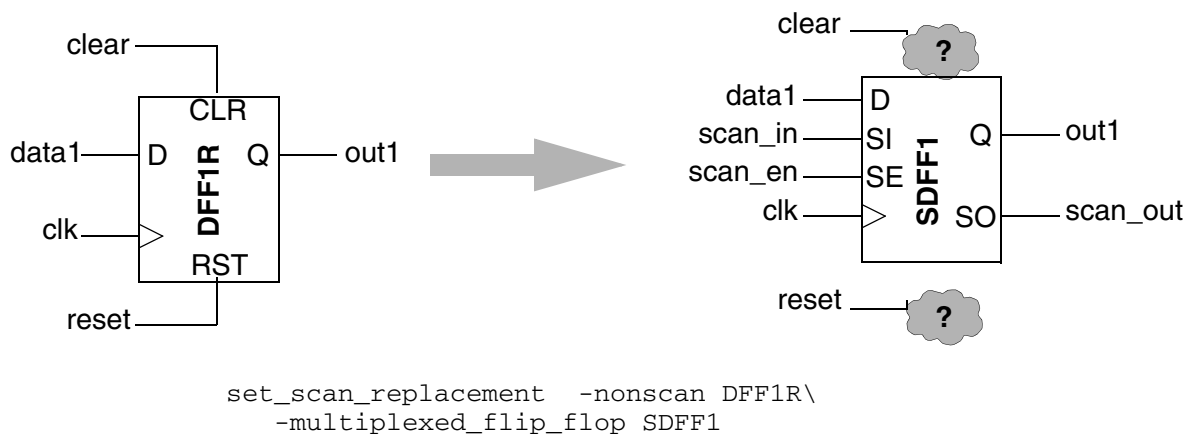 clear
CLR
data1
D
DFF1R
Q
out1
clk
RST
reset
clear
?
data1
D
scan_in
SI
Q
out1
scan_en
SE
SDFF1
clk
SO
scan_out
reset
?
set_scan_replacement -nonscan DFF1R\
-multiplexed_flip_flop SDFF1